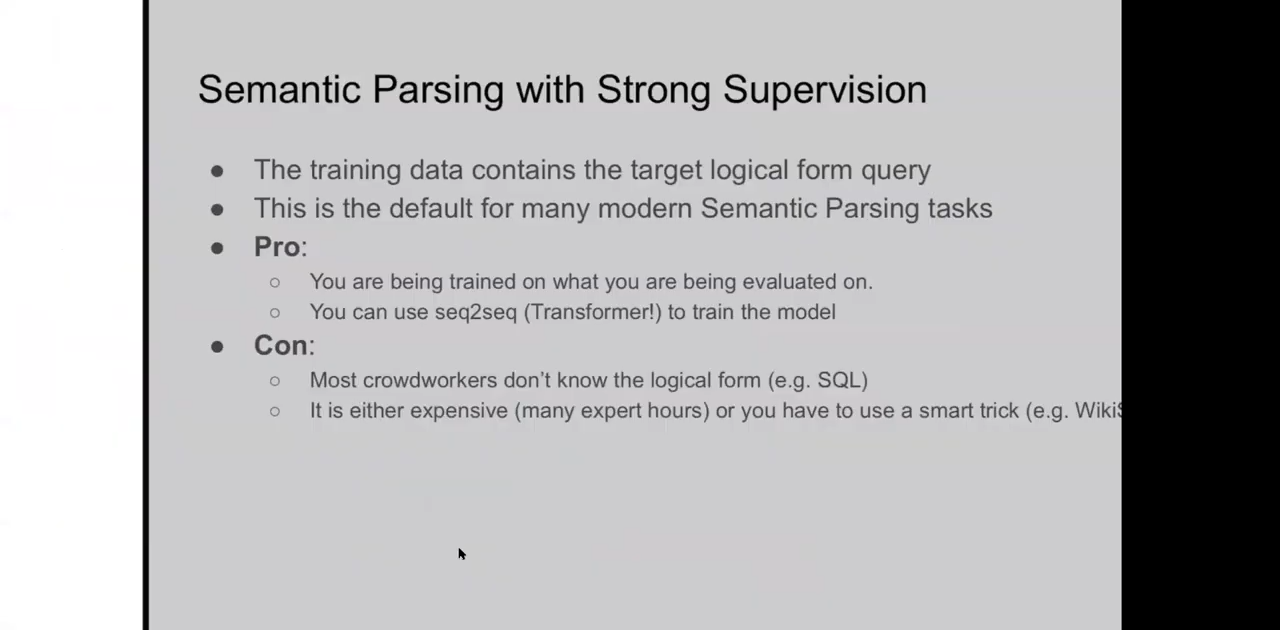 Semantic Parsing with Strong Supervision
● The training data contains the target logical form query
● This is the default for many modern Semantic Parsing tasks
● Pro:
○ You are being trained on what you are being evaluated on.
○ You can use seq2seq (Transformer!) to train the model
● Con:
○ Most crowdworkers don’t know the logical form (e.g. SQL)
○ It is either expensive (many expert hours) or you have to use a smart trick (e.g.